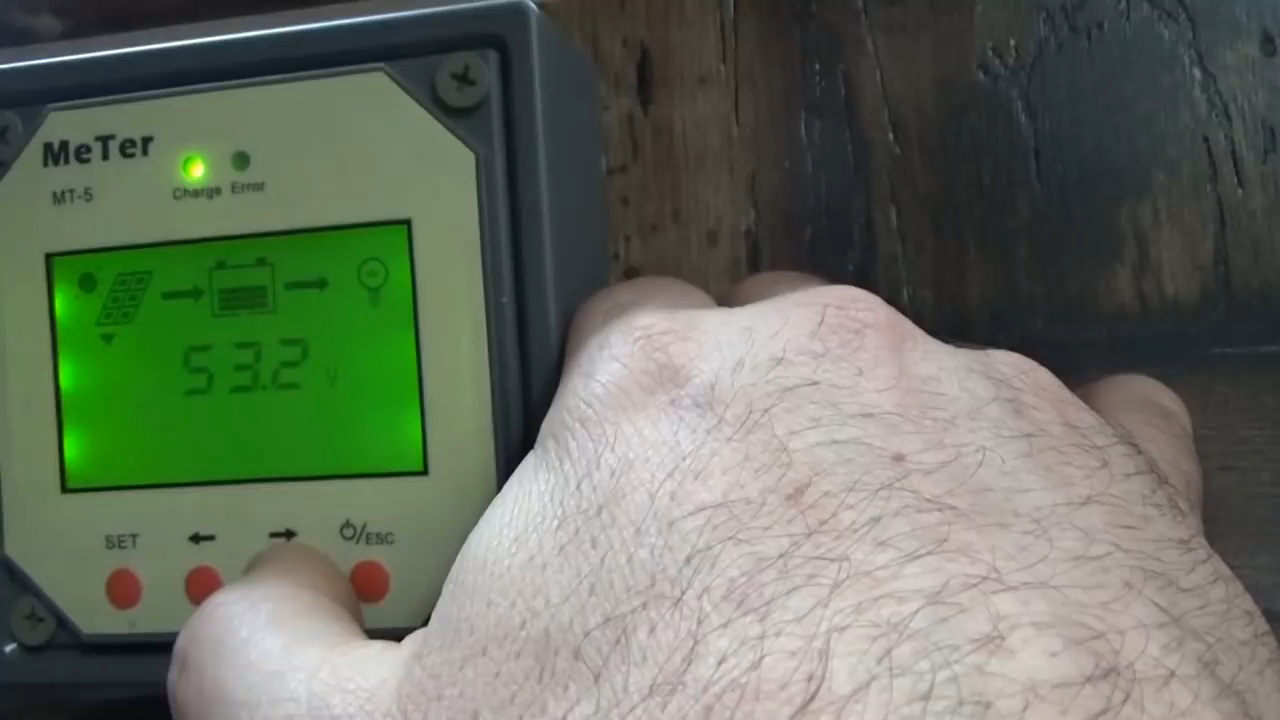 MeTer
MT-5
Charge Error
53.2 V
SET ← → ⏻/ESC